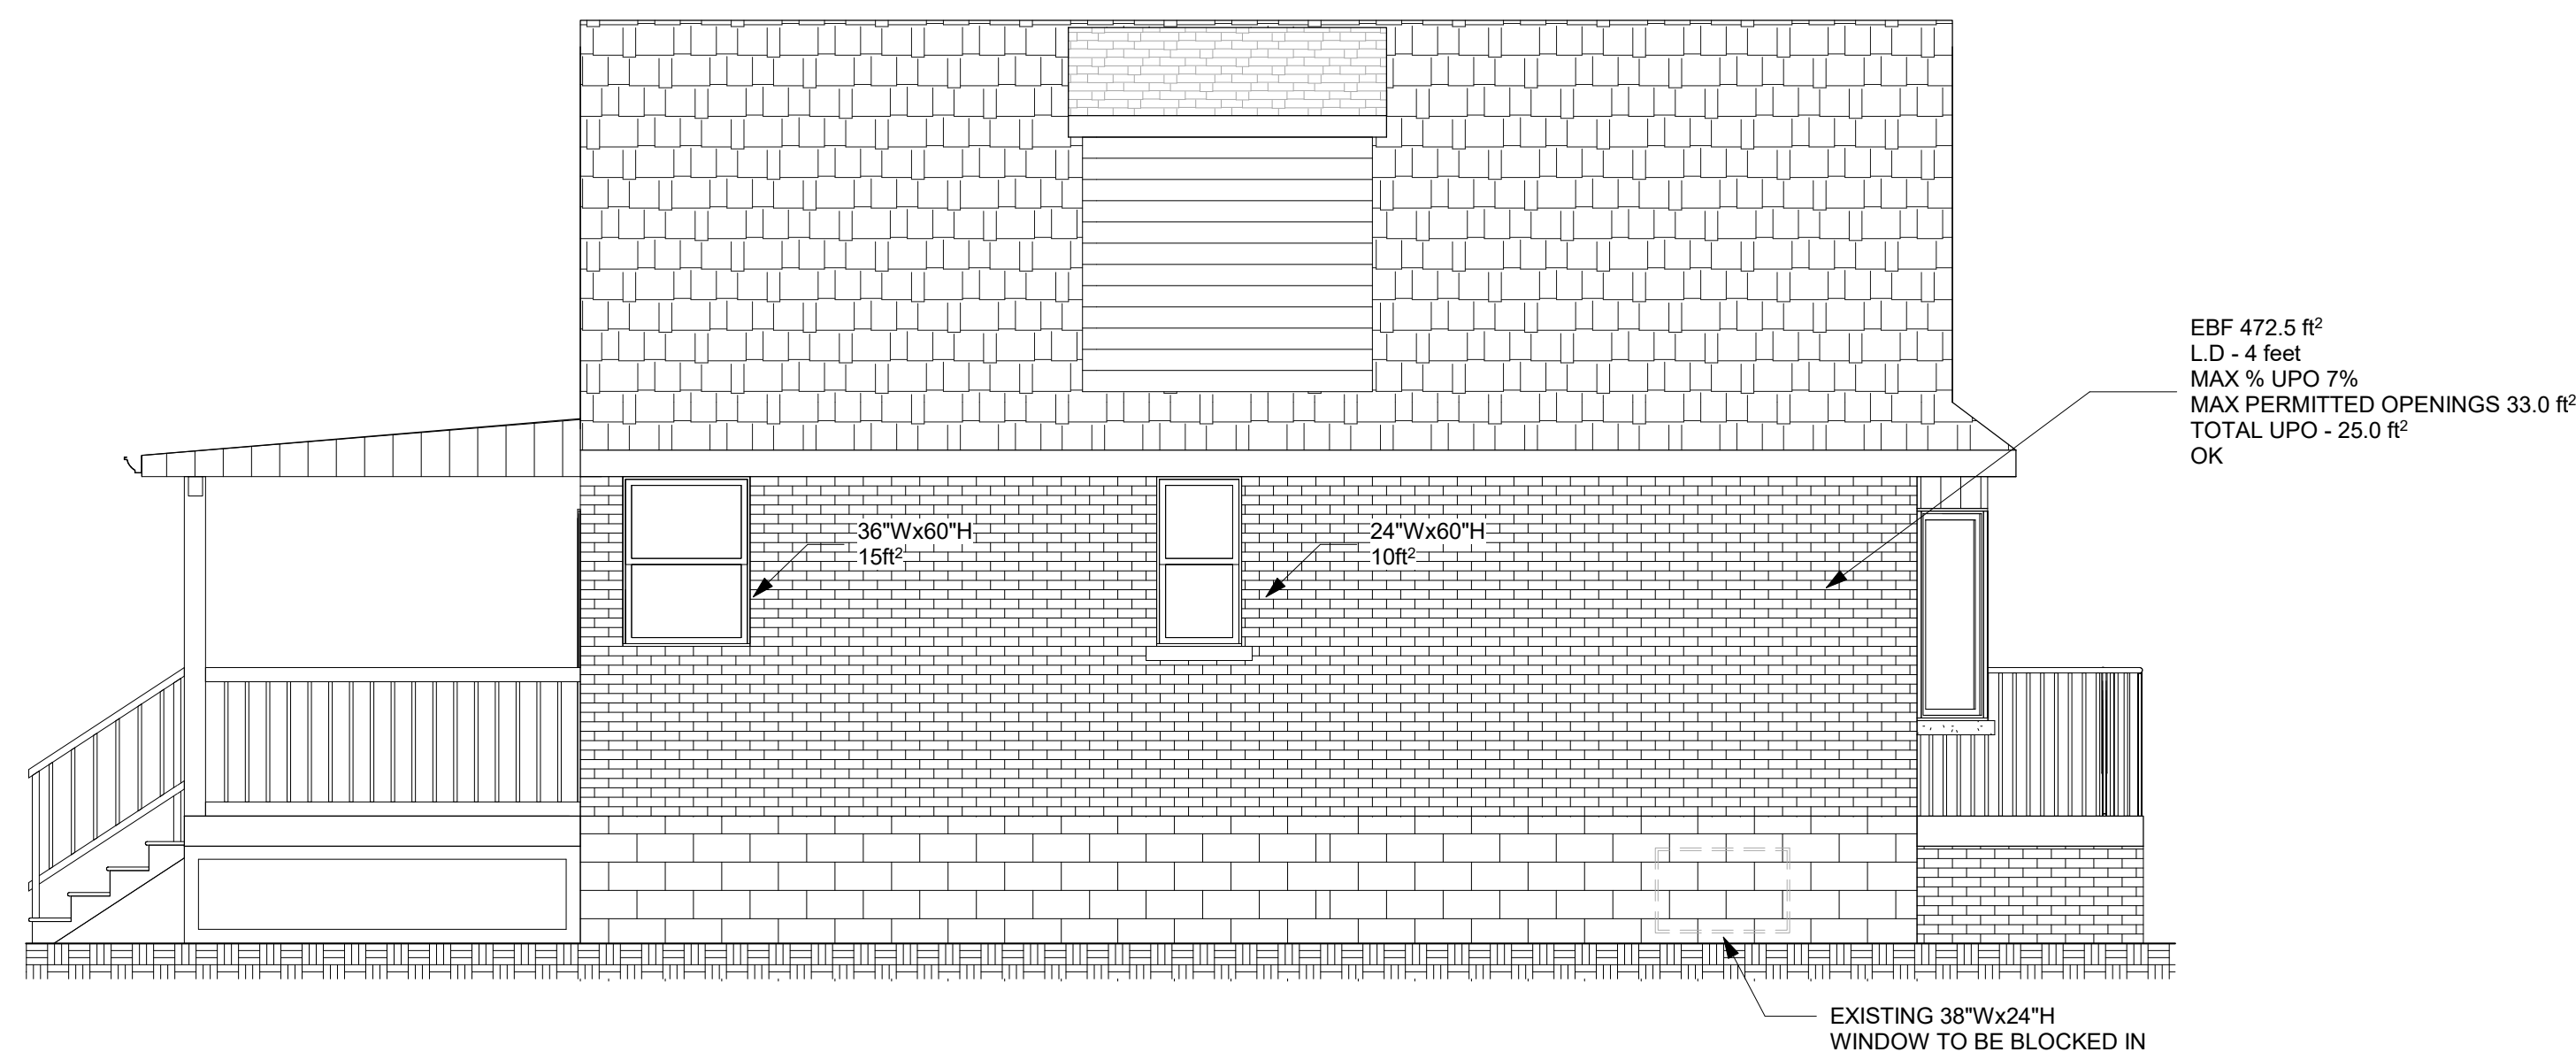 EBF 472.5 ft²
L.D - 4 feet
MAX % UPO 7%
MAX PERMITTED OPENINGS 33.0 ft²
TOTAL UPO - 25.0 ft²
OK
36"Wx60"H
15ft²
24"Wx60"H
10ft²
EXISTING 38"Wx24"H
WINDOW TO BE BLOCKED IN